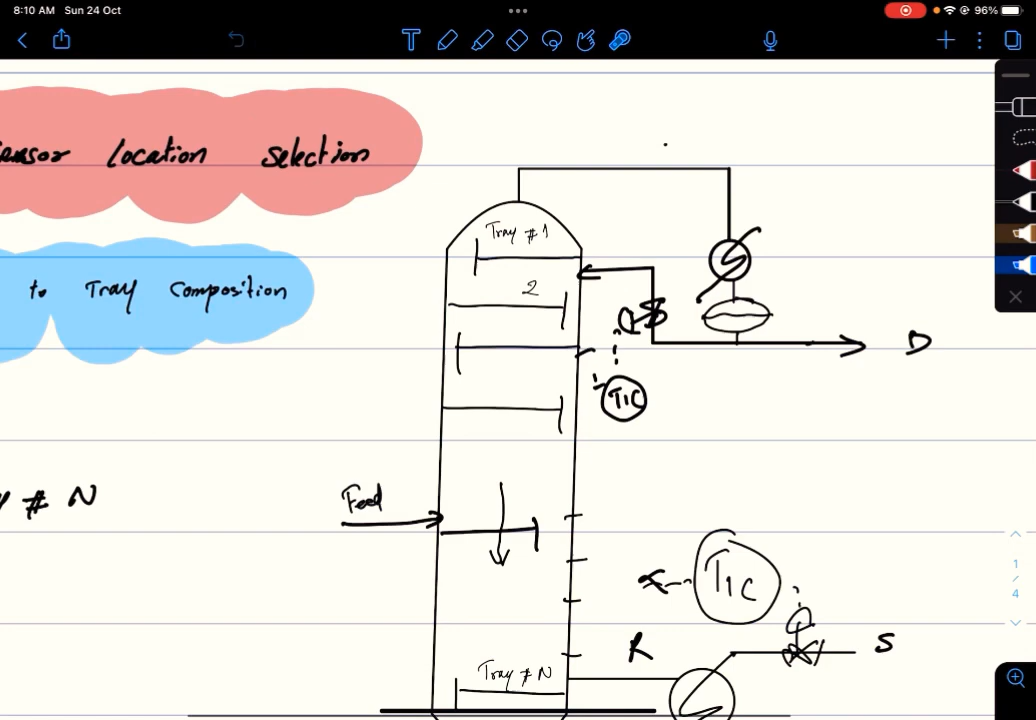 8:10 AM Sun 24 Oct
96%
Location Selection
Tray #1
to Tray Composition
2
D
TIC
# N
Feed
TIC
1
/
4
R
S
Tray # N